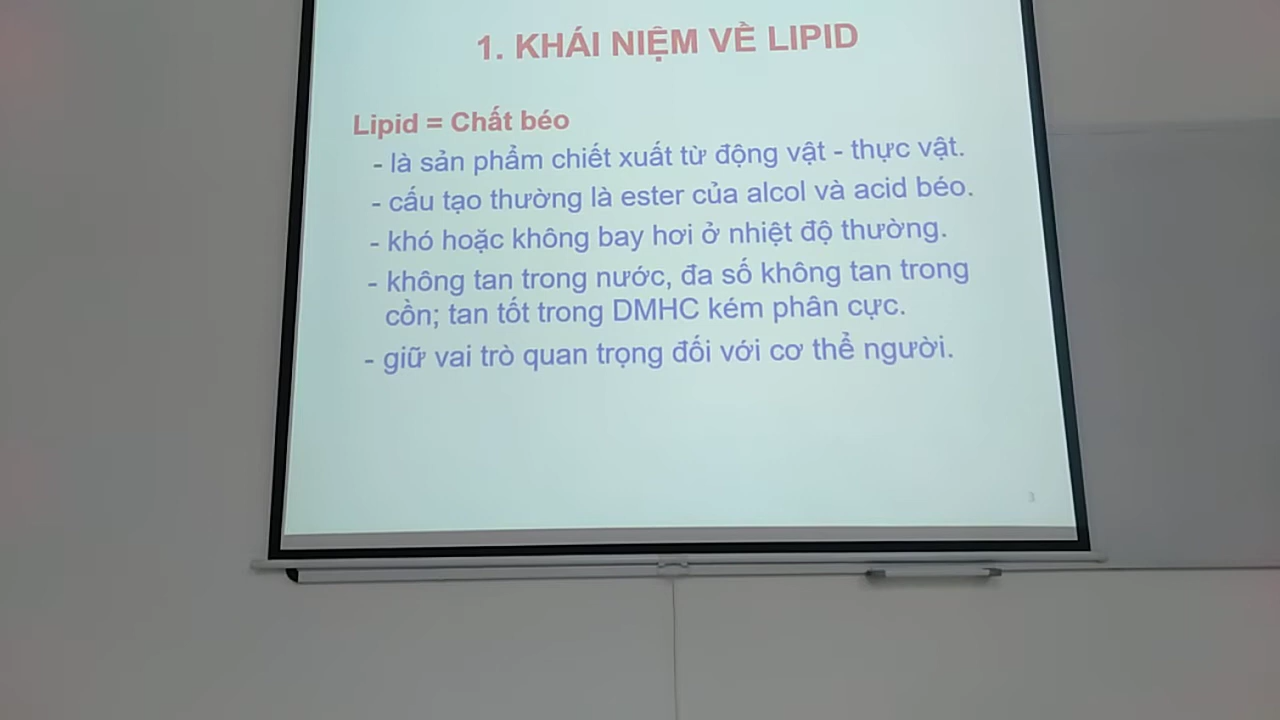 1. KHÁI NIỆM VỀ LIPID
Lipid = Chất béo
- là sản phẩm chiết xuất từ động vật - thực vật.
- cấu tạo thường là ester của alcol và acid béo.
- khó hoặc không bay hơi ở nhiệt độ thường.
- không tan trong nước, đa số không tan trong
cồn; tan tốt trong DMHC kém phân cực.
- giữ vai trò quan trọng đối với cơ thể người.
3